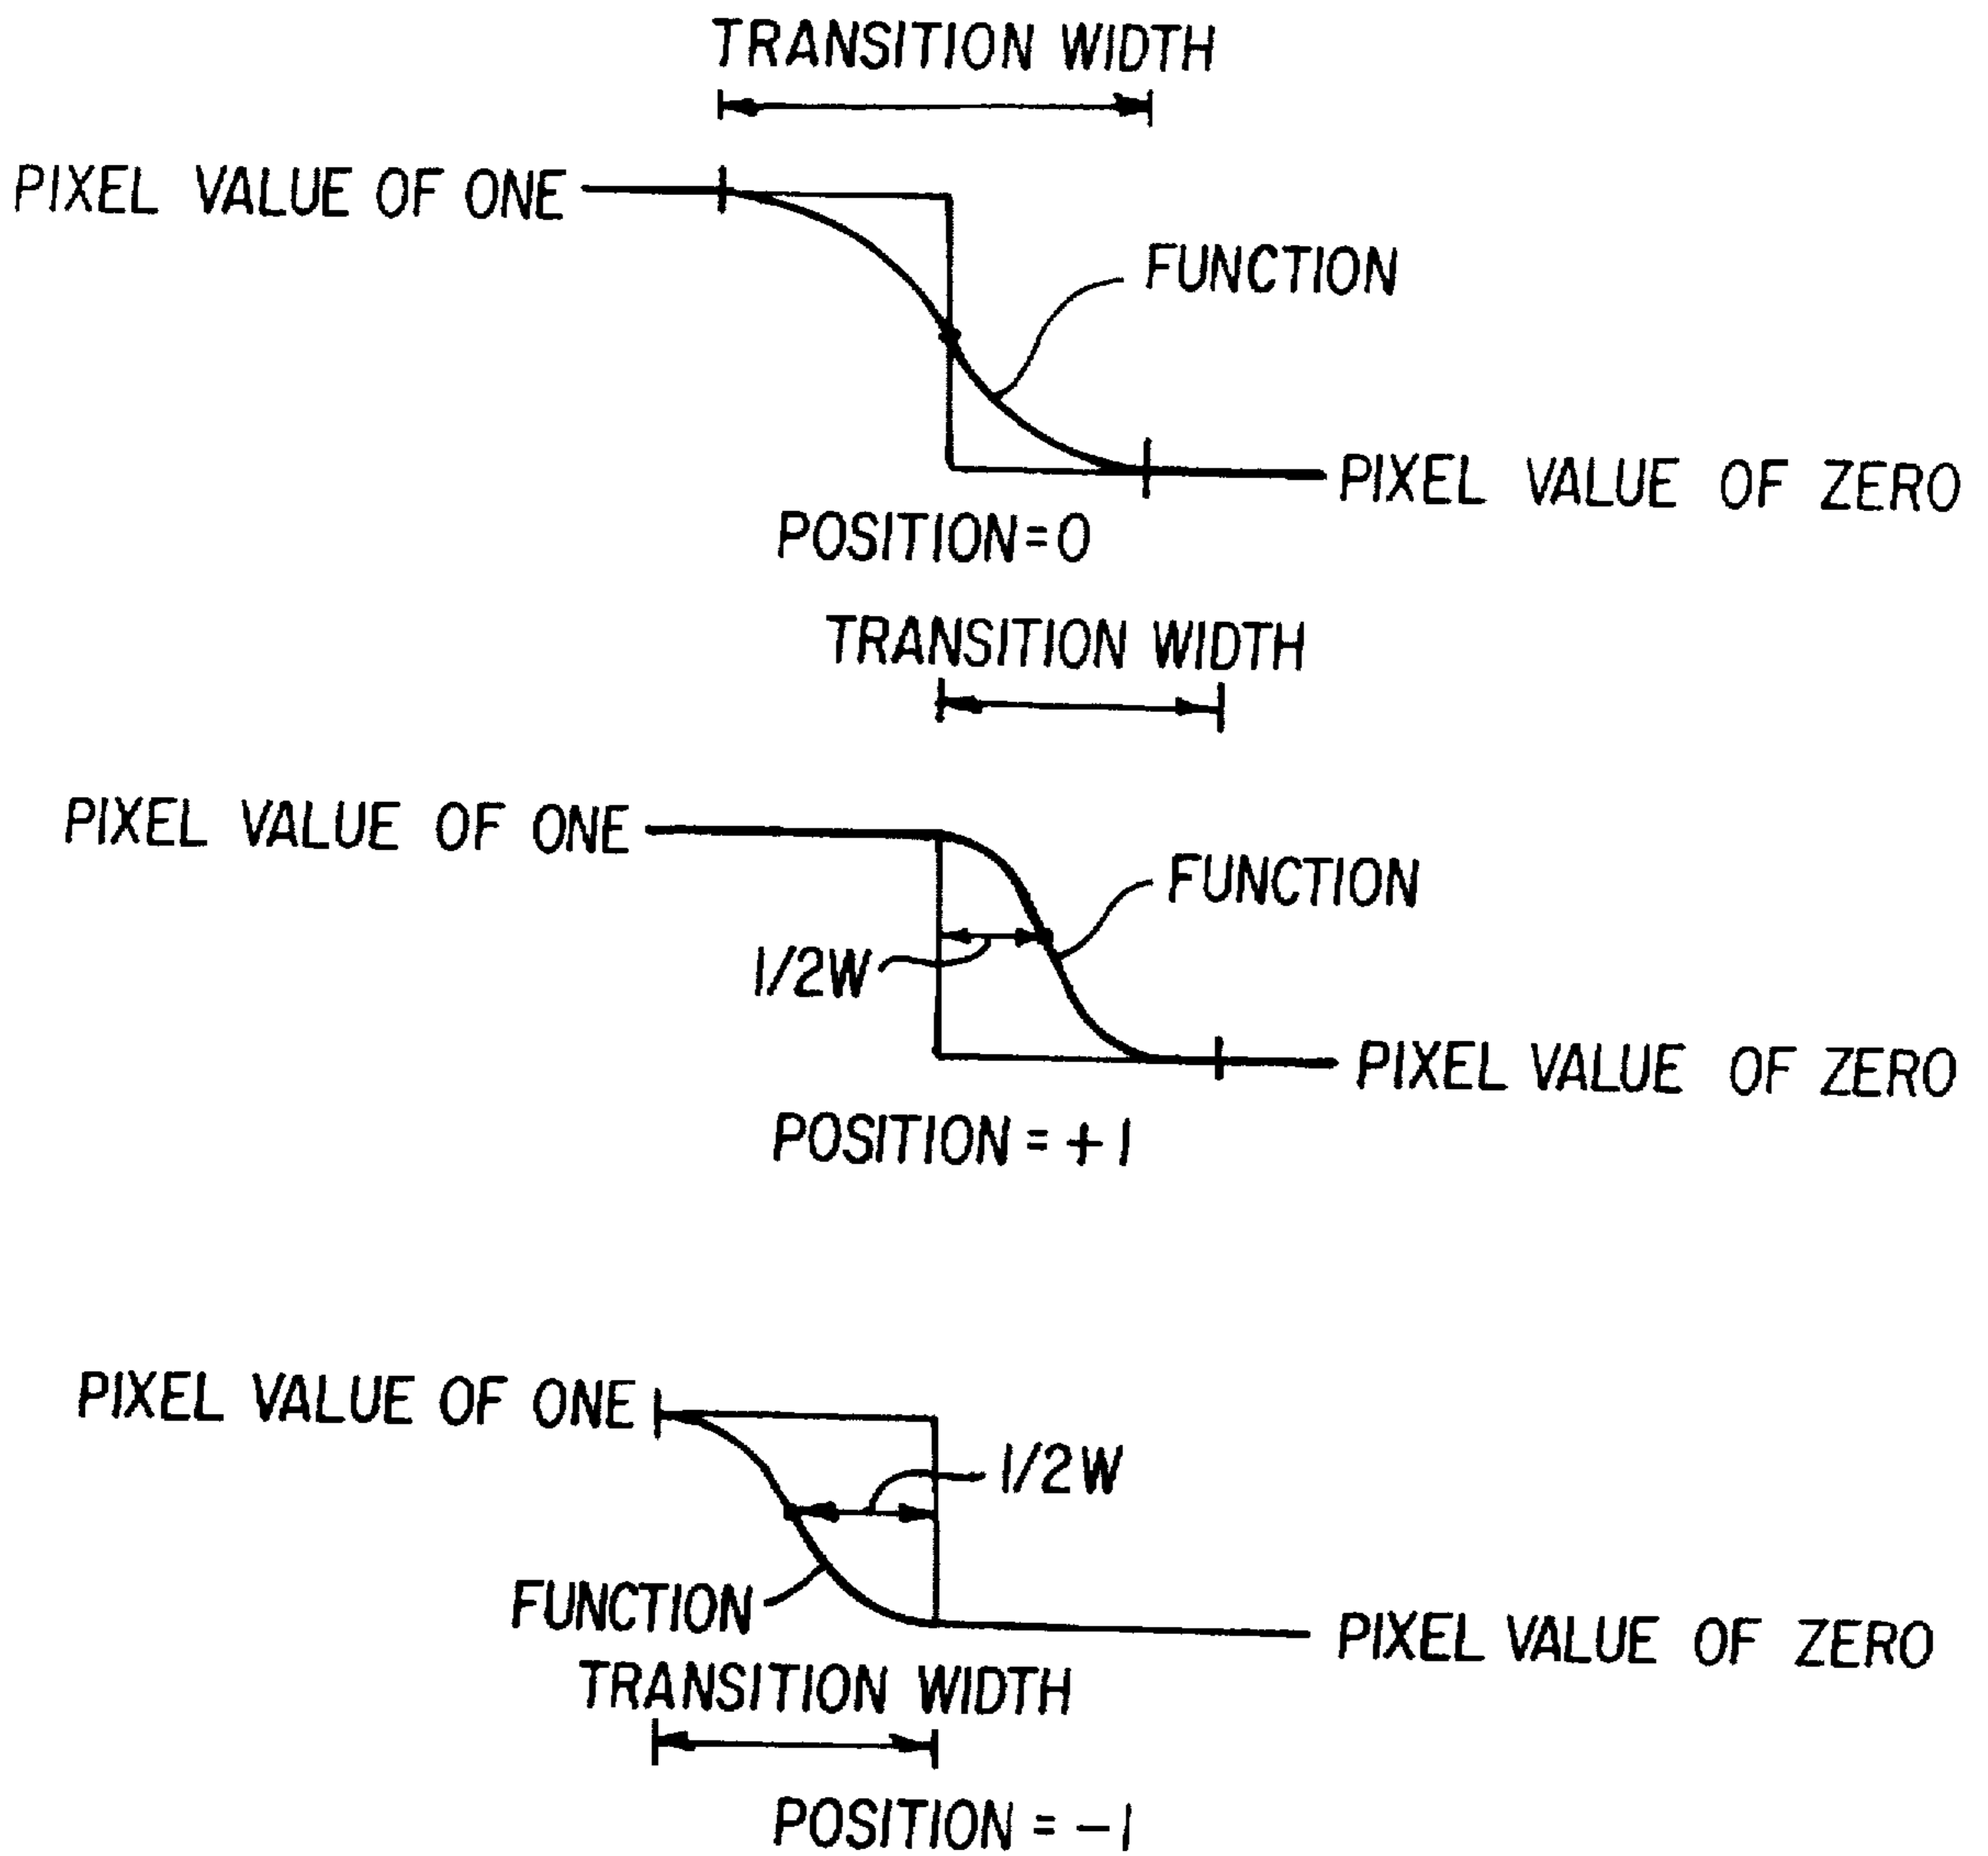 TRANSITION WIDTH
PIXEL VALUE OF ONE
FUNCTION
PIXEL VALUE OF ZERO
POSITION=0
TRANSITION WIDTH
PIXEL VALUE OF ONE
FUNCTION
1/2W
PIXEL VALUE OF ZERO
POSITION = +1
PIXEL VALUE OF ONE
1/2W
FUNCTION
PIXEL VALUE OF ZERO
TRANSITION WIDTH
POSITION = -1